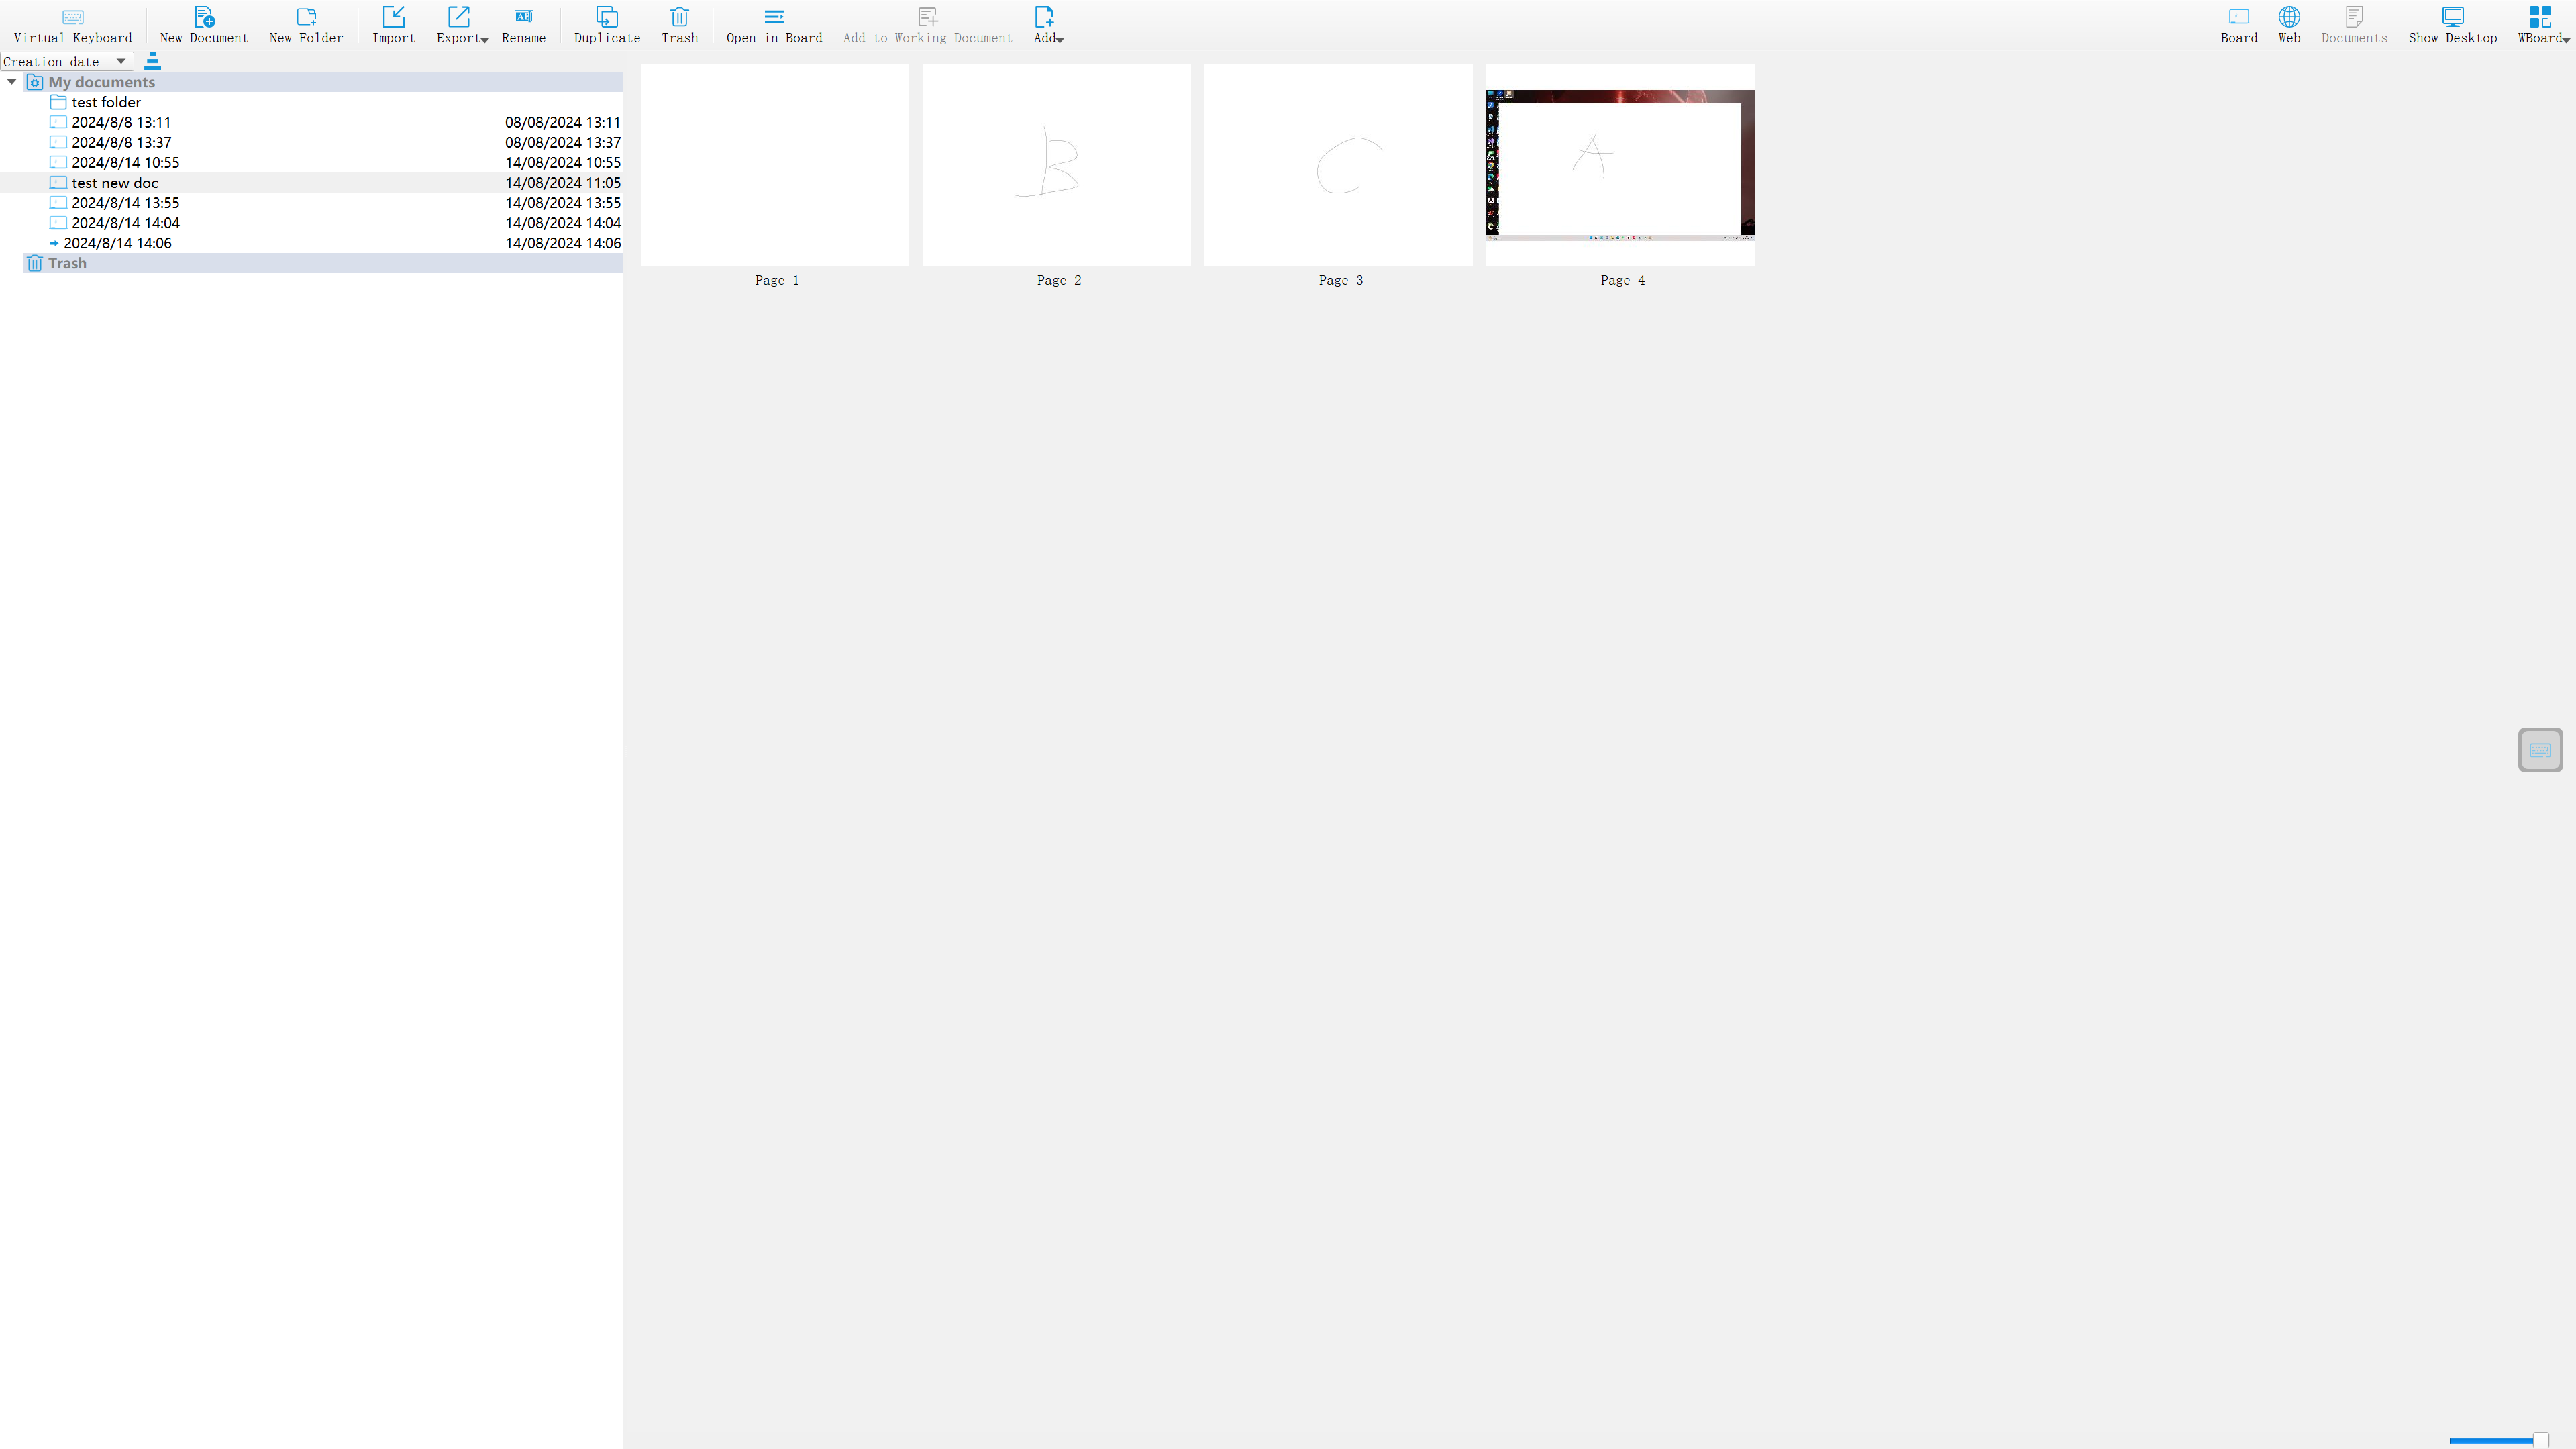 Virtual Keyboard New Document New Folder Import Export Rename Duplicate Trash Open in Board Add to Working Document Add Board Web Documents Show Desktop WBoard
Creation date
My documents
test folder
2024/8/8 13:11 08/08/2024 13:11
2024/8/8 13:37 08/08/2024 13:37
2024/8/14 10:55 14/08/2024 10:55
test new doc 14/08/2024 11:05
2024/8/14 13:55 14/08/2024 13:55
2024/8/14 14:04 14/08/2024 14:04
2024/8/14 14:06 14/08/2024 14:06
Trash
B C A
Page 1 Page 2 Page 3 Page 4